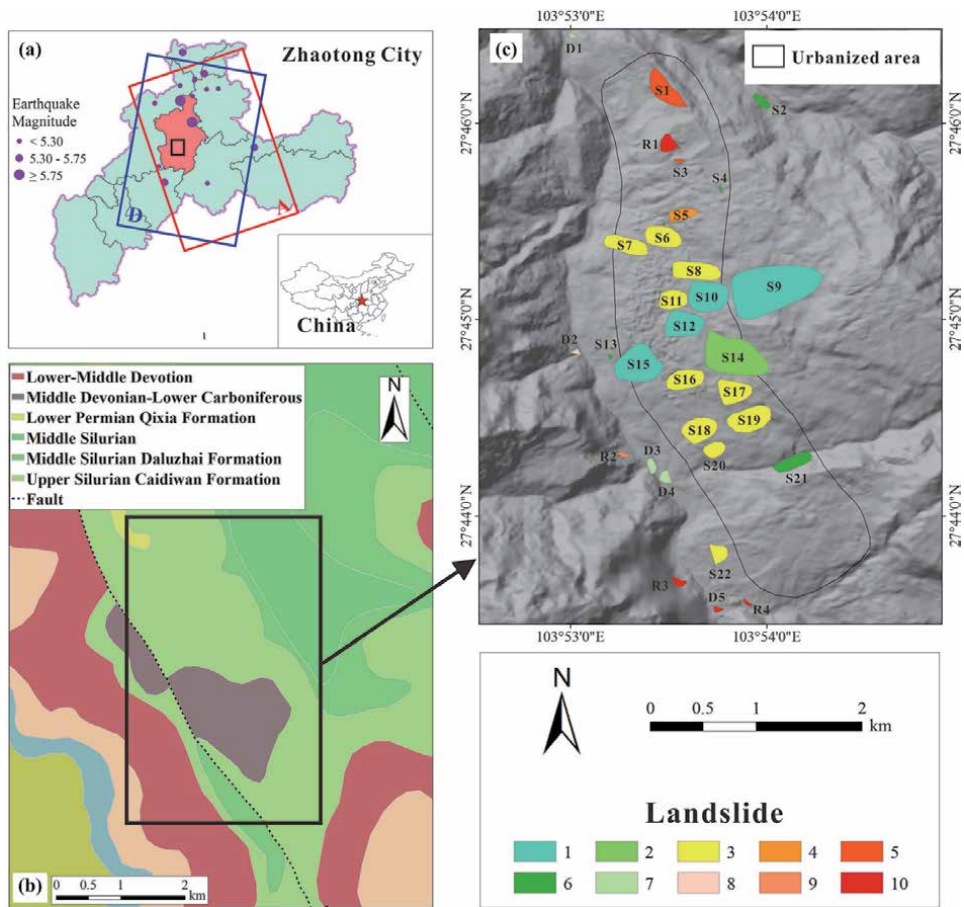 (a)
Zhaotong City
Earthquake
Magnitude
< 5.30
5.30 - 5.75
≥ 5.75
D
A
China
(b)
Lower-Middle Devotion
Middle Devonian-Lower Carboniferous
Lower Permian Qixia Formation
Middle Silurian
Middle Silurian Daluzhai Formation
Upper Silurian Caidiwan Formation
Fault
N
0 0.5 1 2
km
103°53'0"E 103°54'0"E
(c)
Urbanized area
D1
S1
S2
27°46'0"N 27°46'0"N
R1
S3
S4
S5
S6
S7
S8
S9
S10
S11
27°45'0"N 27°45'0"N
S12
D2
S13
S14
S15
S16
S17
S18
S19
S20
R2
D3
D4
S21
27°44'0"N 27°44'0"N
S22
R3
D5
R4
103°53'0"E 103°54'0"E
N
0 0.5 1 2
km
Landslide
1 2 3 4 5
6 7 8 9 10